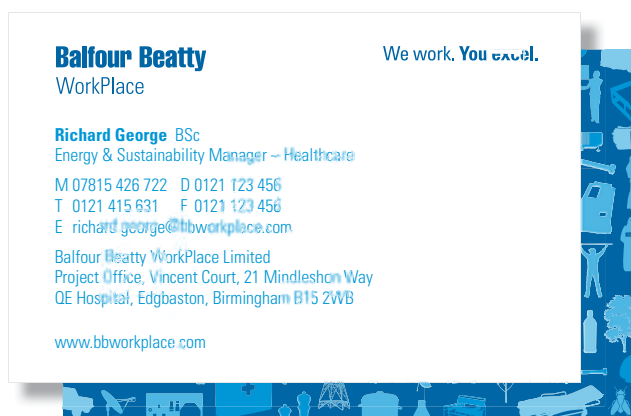 Balfour Beatty
WorkPlace
We work. You excel.
Richard George BSc
Energy & Sustainability Manager – Healthcare
M 07815 426 722 D 0121 123 456
T 0121 415 631 F 0121 123 456
E richard.george@bbworkplace.com
Balfour Beatty WorkPlace Limited
Project Office, Vincent Court, 21 Mindleshon Way
QE Hospital, Edgbaston, Birmingham B15 2WB
www.bbworkplace.com